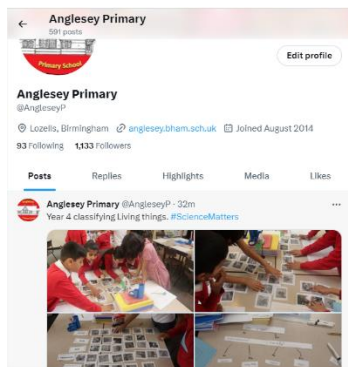 Anglesey Primary
591 posts
Primary School
Edit profile
Anglesey Primary
@AngleseyP
Lozells, Birmingham anglesey.bham.sch.uk Joined August 2014
93 Following 1,133 Followers
Posts Replies Highlights Media Likes
Anglesey Primary @AngleseyP · 32m
Year 4 classifying Living things. #ScienceMatters